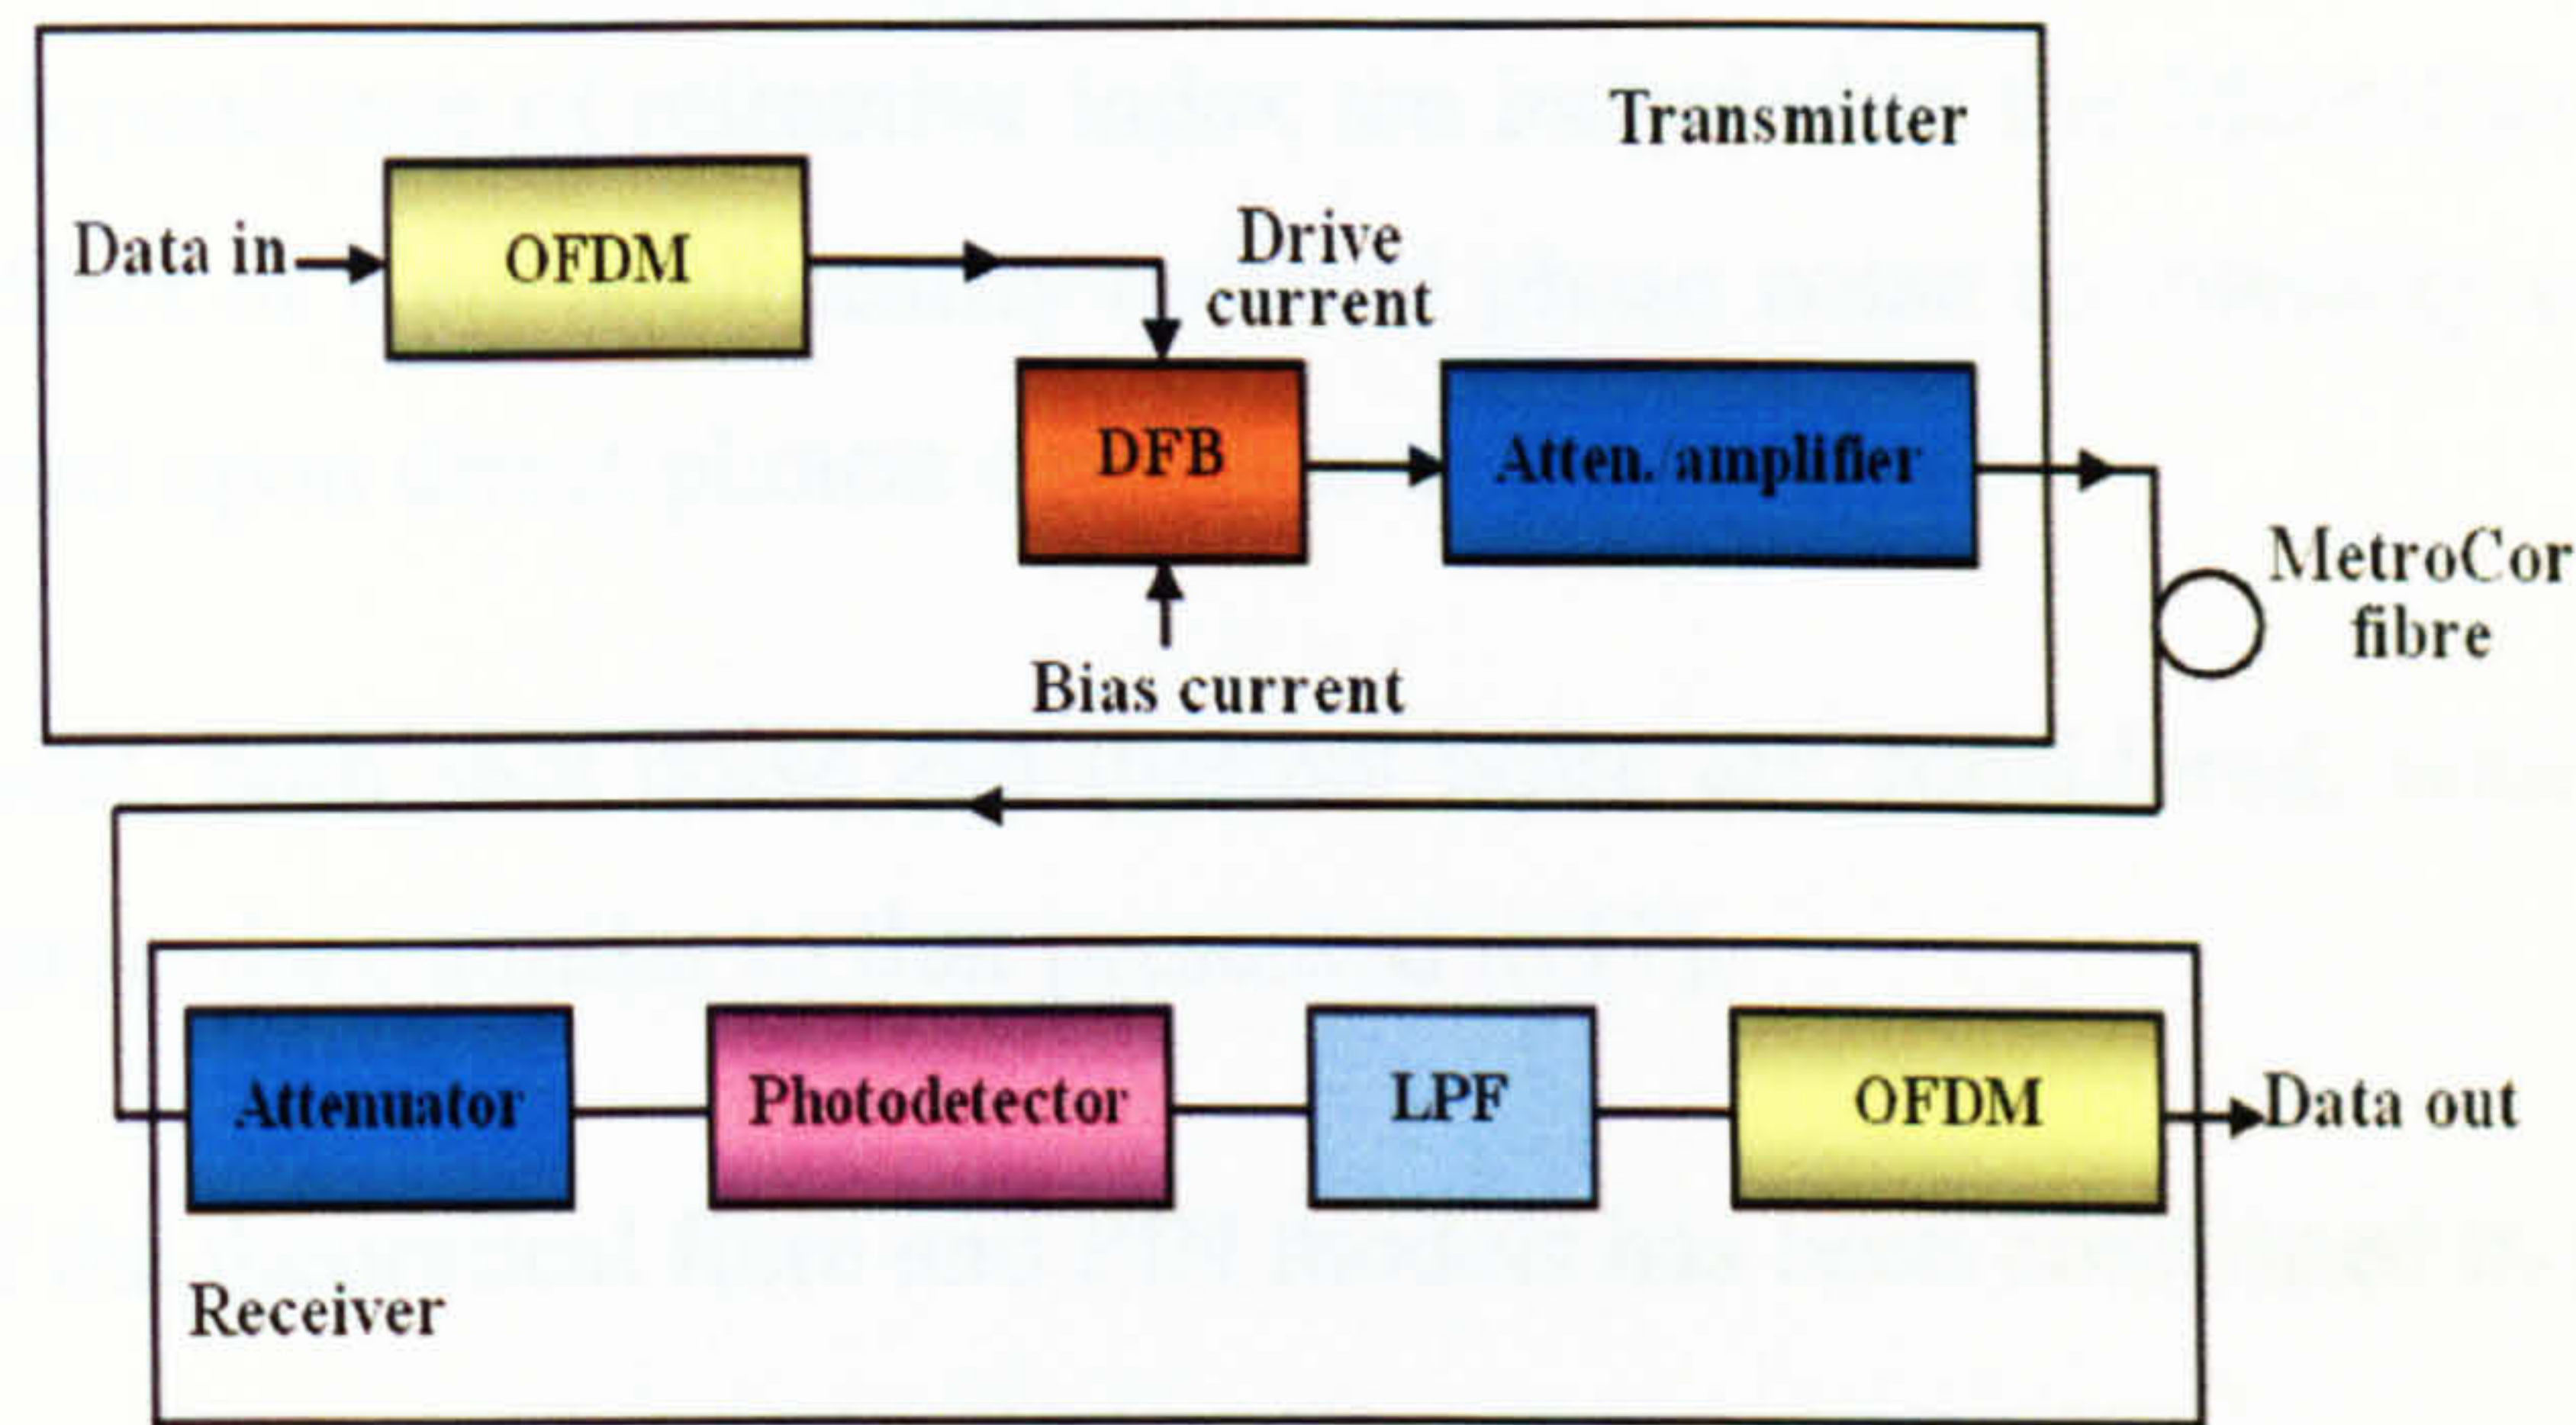 Transmitter
Data in
OFDM
Drive
current
DFB
Atten./amplifier
Bias current
MetroCor
fibre
Attenuator
Photodetector
LPF
OFDM
Data out
Receiver